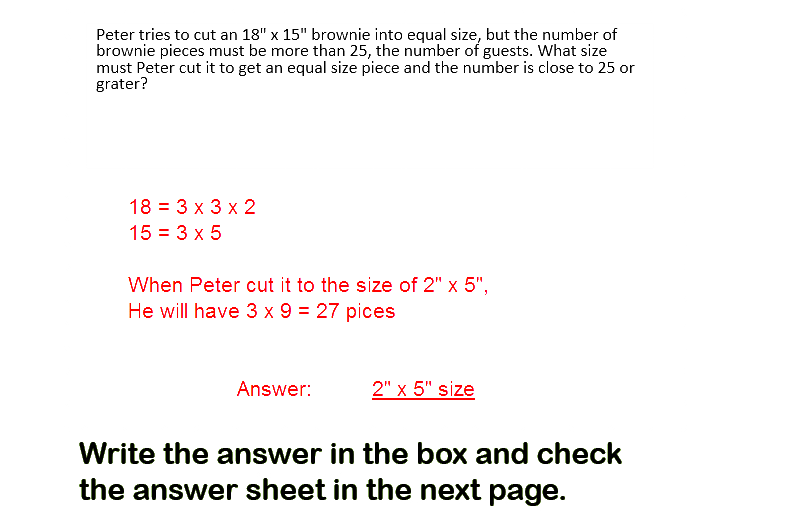 Peter tries to cut an 18" x 15" brownie into equal size, but the number of
brownie pieces must be more than 25, the number of guests. What size
must Peter cut it to get an equal size piece and the number is close to 25 or
grater?
18 = 3 x 3 x 2
15 = 3 x 5
When Peter cut it to the size of 2" x 5",
He will have 3 x 9 = 27 pices
Answer: 2" x 5" size
Write the answer in the box and check
the answer sheet in the next page.